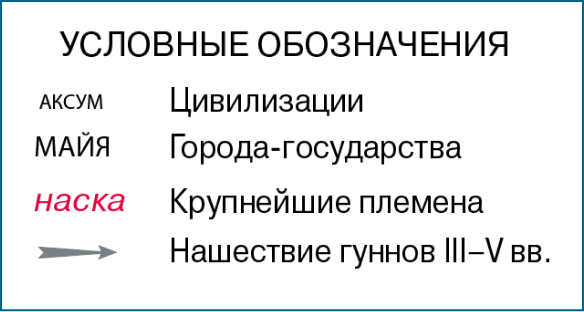 УСЛОВНЫЕ ОБОЗНАЧЕНИЯ
АКСУМ Цивилизации
МАЙЯ Города-государства
наска Крупнейшие племена
Нашествие гуннов III–V вв.